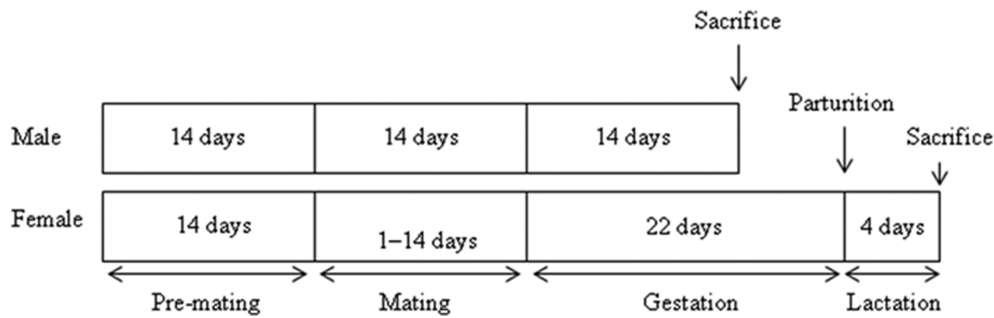 Sacrifice
Parturition
Sacrifice
Male
14 days
14 days
14 days
Female
14 days
1–14 days
22 days
4 days
Pre-mating
Mating
Gestation
Lactation